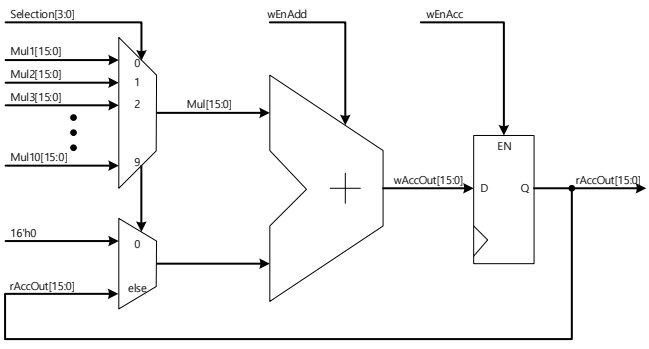 Selection[3:0]
wEnAdd
wEnAcc
Mul1[15:0]
0
Mul2[15:0]
1
Mul3[15:0]
2
Mul[15:0]
EN
Mul10[15:0]
9
wAccOut[15:0]
D
Q
rAccOut[15:0]
16'h0
0
rAccOut[15:0]
else